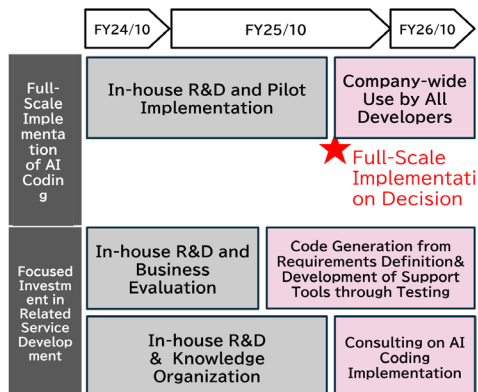 FY24/10
FY25/10
FY26/10
Full-
Scale
Imple
menta
tion
of AI
Codin
g
In-house R&D and Pilot
Implementation
Company-wide
Use by All
Developers
Full-Scale
Implementati
on Decision
Focused
Investm
ent in
Related
Service
Develop
ment
In-house R&D and
Business
Evaluation
Code Generation from
Requirements Definition&
Development of Support
Tools through Testing
In-house R&D
& Knowledge
Organization
Consulting on AI
Coding
Implementation